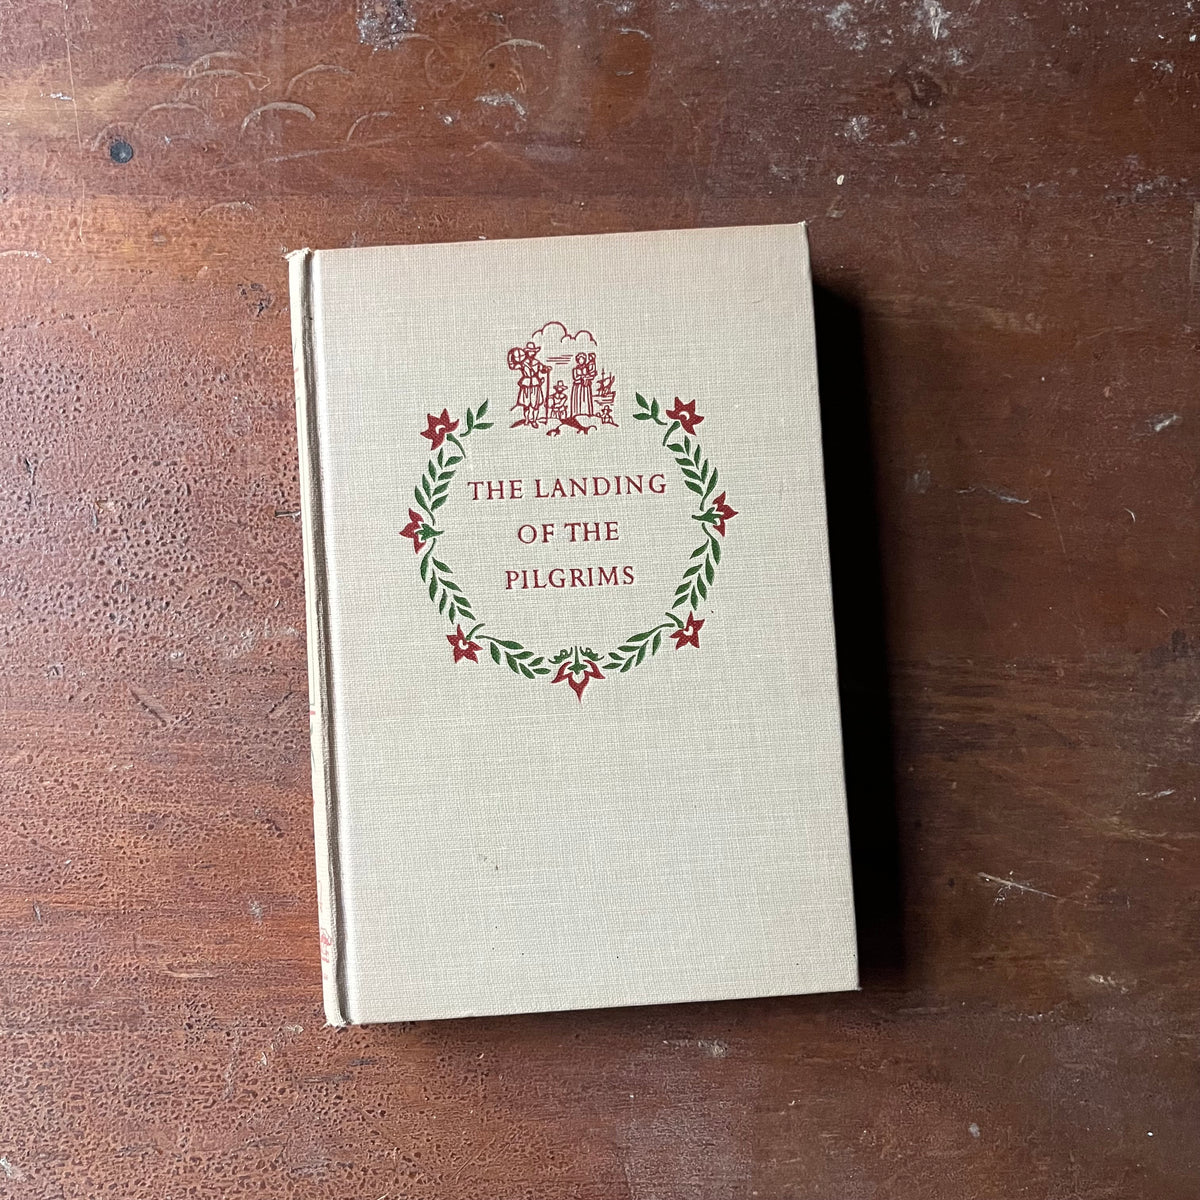 THE LANDING
OF THE
PILGRIMS